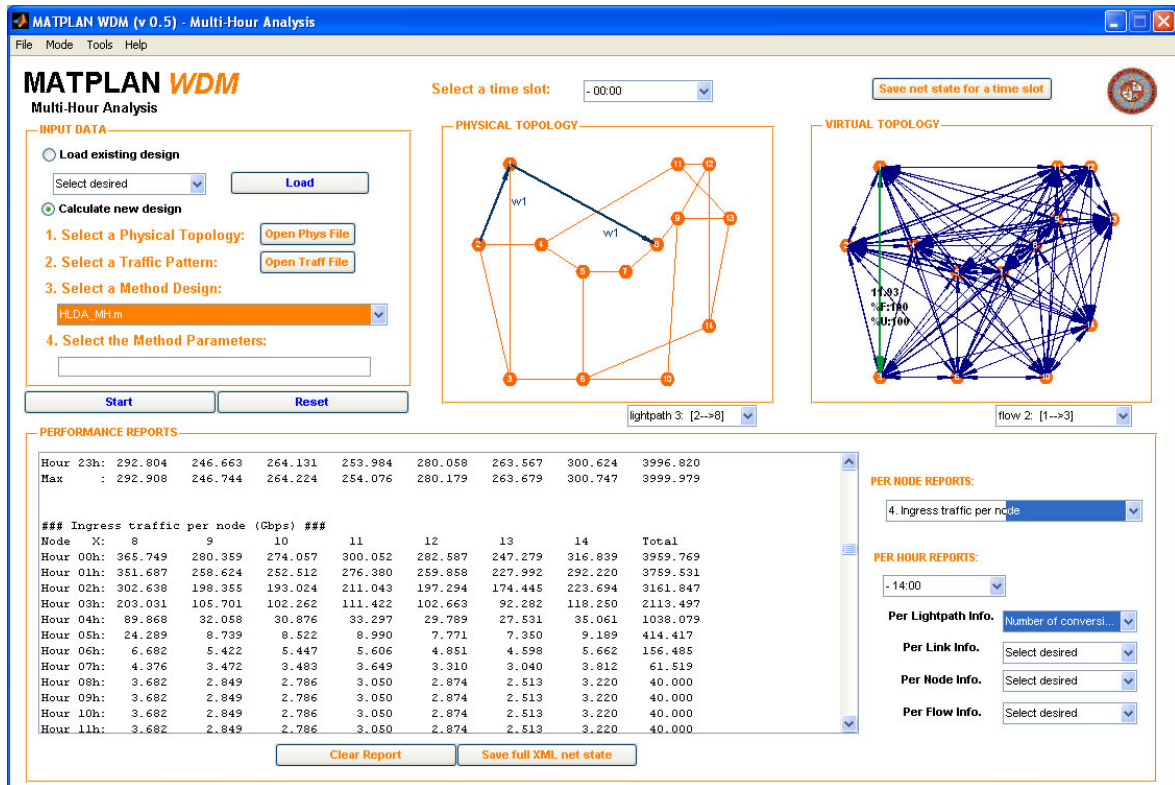 MATPLAN WDM (v 0.5) - Multi-Hour Analysis
File Mode Tools Help
MATPLAN WDM
Multi-Hour Analysis
Select a time slot:
- 00:00
Save net state for a time slot
INPUT DATA
Load existing design
Select desired
Load
Calculate new design
1. Select a Physical Topology:
Open Phys File
2. Select a Traffic Pattern:
Open Traff File
3. Select a Method Design:
HLDA_MH.m
4. Select the Method Parameters:
Start
Reset
PHYSICAL TOPOLOGY
1
11
12
w1
9
13
2
4
w1
8
5
7
14
3
6
10
lightpath 3: [2-->8]
VIRTUAL TOPOLOGY
11.93
%F:100
%U:100
flow 2: [1-->3]
PERFORMANCE REPORTS
Hour 23h: 292.804 246.663 264.131 253.984 280.058 263.567 300.624 3996.820
Max : 292.908 246.744 264.224 254.076 280.179 263.679 300.747 3999.979
### Ingress traffic per node (Gbps) ###
Node X: 8 9 10 11 12 13 14 Total
Hour 00h: 365.749 280.359 274.057 300.052 282.587 247.279 316.839 3959.769
Hour 01h: 351.687 258.624 252.512 276.380 259.858 227.992 292.220 3759.531
Hour 02h: 302.638 198.355 193.024 211.043 197.294 174.445 223.694 3161.847
Hour 03h: 203.031 105.701 102.262 111.422 102.663 92.282 118.250 2113.497
Hour 04h: 89.868 32.058 30.876 33.297 29.789 27.531 35.061 1038.079
Hour 05h: 24.289 8.739 8.522 8.990 7.771 7.350 9.189 414.417
Hour 06h: 6.682 5.422 5.447 5.606 4.851 4.598 5.662 156.485
Hour 07h: 4.376 3.472 3.483 3.649 3.310 3.040 3.812 61.519
Hour 08h: 3.682 2.849 2.786 3.050 2.874 2.513 3.220 40.000
Hour 09h: 3.682 2.849 2.786 3.050 2.874 2.513 3.220 40.000
Hour 10h: 3.682 2.849 2.786 3.050 2.874 2.513 3.220 40.000
Hour 11h: 3.682 2.849 2.786 3.050 2.874 2.513 3.220 40.000
Clear Report
Save full XML net state
PER NODE REPORTS:
4. Ingress traffic per node
PER HOUR REPORTS:
- 14:00
Per Lightpath Info.
Number of conversi...
Per Link Info.
Select desired
Per Node Info.
Select desired
Per Flow Info.
Select desired